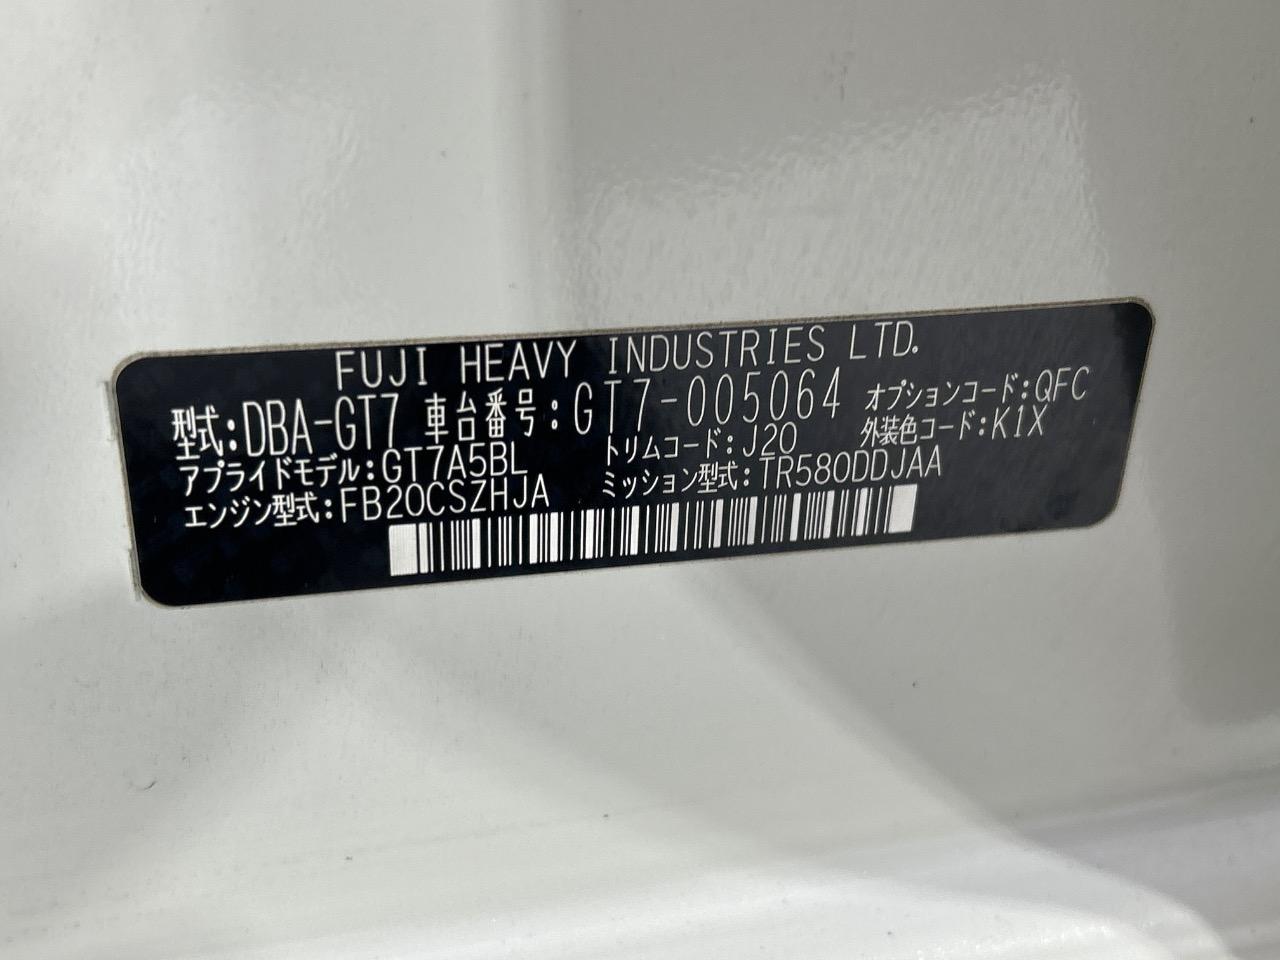 FUJI HEAVY INDUSTRIES LTD.
型式:DBA-GT7 車台番号:GT7-005064 オプションコード:QFC
アプライドモデル:GT7A5BL トリムコード:J20 外装色コード:K1X
エンジン型式:FB20CSZHJA ミッション型式:TR580DDJAA